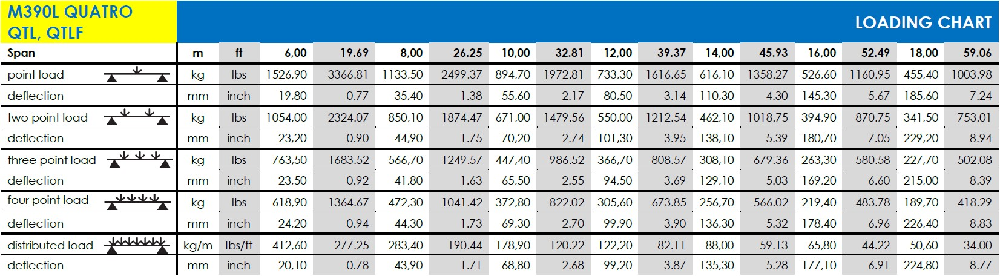 M390L QUATRO
QTL, QTLF
LOADING CHART
Span m ft 6,00 19.69 8,00 26.25 10,00 32.81 12,00 39.37 14,00 45.93 16,00 52.49 18,00 59.06
point load kg lbs 1526,90 3366.81 1133,50 2499.37 894,70 1972.81 733,30 1616.65 616,10 1358.27 526,60 1160.95 455,40 1003.98
deflection mm inch 19,80 0.77 35,40 1.38 55,60 2.17 80,50 3.14 110,30 4.30 145,30 5.67 185,60 7.24
two point load kg lbs 1054,00 2324.07 850,10 1874.47 671,00 1479.56 550,00 1212.54 462,10 1018.75 394,90 870.75 341,50 753.01
deflection mm inch 23,20 0.90 44,90 1.75 70,20 2.74 101,30 3.95 138,10 5.39 180,70 7.05 229,20 8.94
three point load kg lbs 763,50 1683.52 566,70 1249.57 447,40 986.52 366,70 808.57 308,10 679.36 263,30 580.58 227,70 502.08
deflection mm inch 23,50 0.92 41,80 1.63 65,50 2.55 94,50 3.69 129,10 5.03 169,20 6.60 215,00 8.39
four point load kg lbs 618,90 1364.67 472,30 1041.42 372,80 822.02 305,60 673.85 256,70 566.02 219,40 483.78 189,70 418.29
deflection mm inch 24,20 0.94 44,30 1.73 69,30 2.70 99,90 3.90 136,30 5.32 178,40 6.96 226,40 8.83
distributed load kg/m lbs/ft 412,60 277.25 283,40 190.44 178,90 120.22 122,20 82.11 88,00 59.13 65,80 44.22 50,60 34.00
deflection mm inch 20,10 0.78 43,90 1.71 68,80 2.68 99,20 3.87 135,30 5.28 177,10 6.91 224,80 8.77